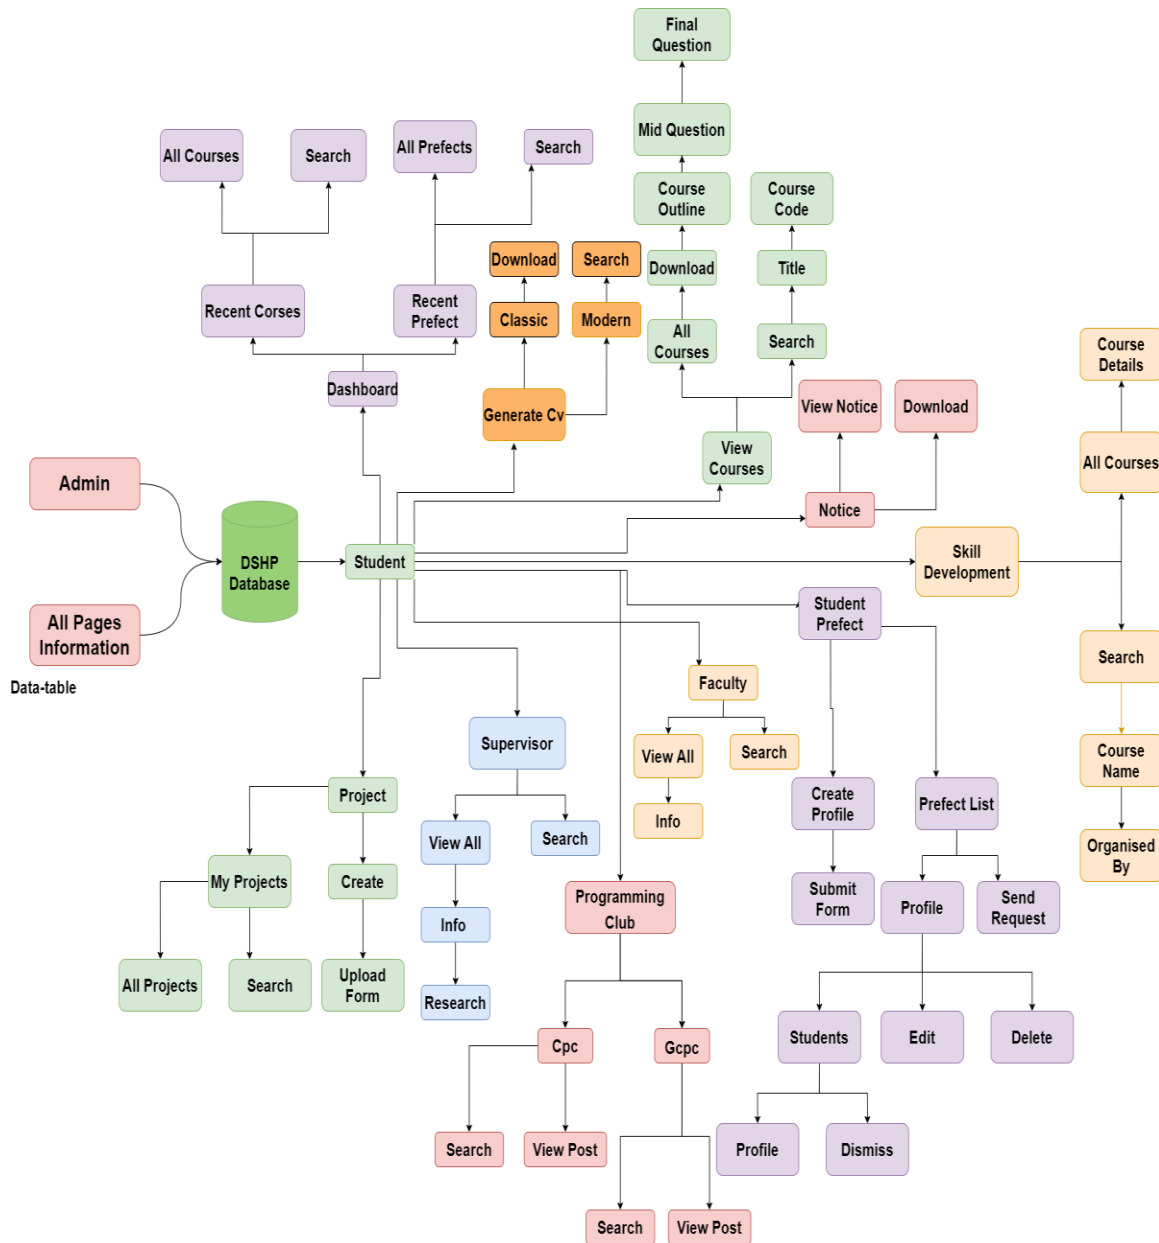 Final
Question
All Courses
Search
All Prefects
Search
Mid Question
Course
Outline
Course
Code
Download
Search
Download
Title
Recent Corses
Recent
Prefect
Classic
Modern
All
Courses
Search
Course
Details
Dashboard
Generate Cv
View Notice
Download
View
Courses
All Courses
Admin
Notice
DSHP
Database
Student
Skill
Development
All Pages
Information
Student
Prefect
Data-table
Search
Faculty
Supervisor
View All
Search
Course
Name
Project
Create
Profile
Prefect List
Info
View All
Search
Organised
By
My Projects
Create
Programming
Club
Submit
Form
Profile
Send
Request
Info
All Projects
Search
Upload
Form
Research
Cpc
Gcpc
Students
Edit
Delete
Search
View Post
Profile
Dismiss
Search
View Post